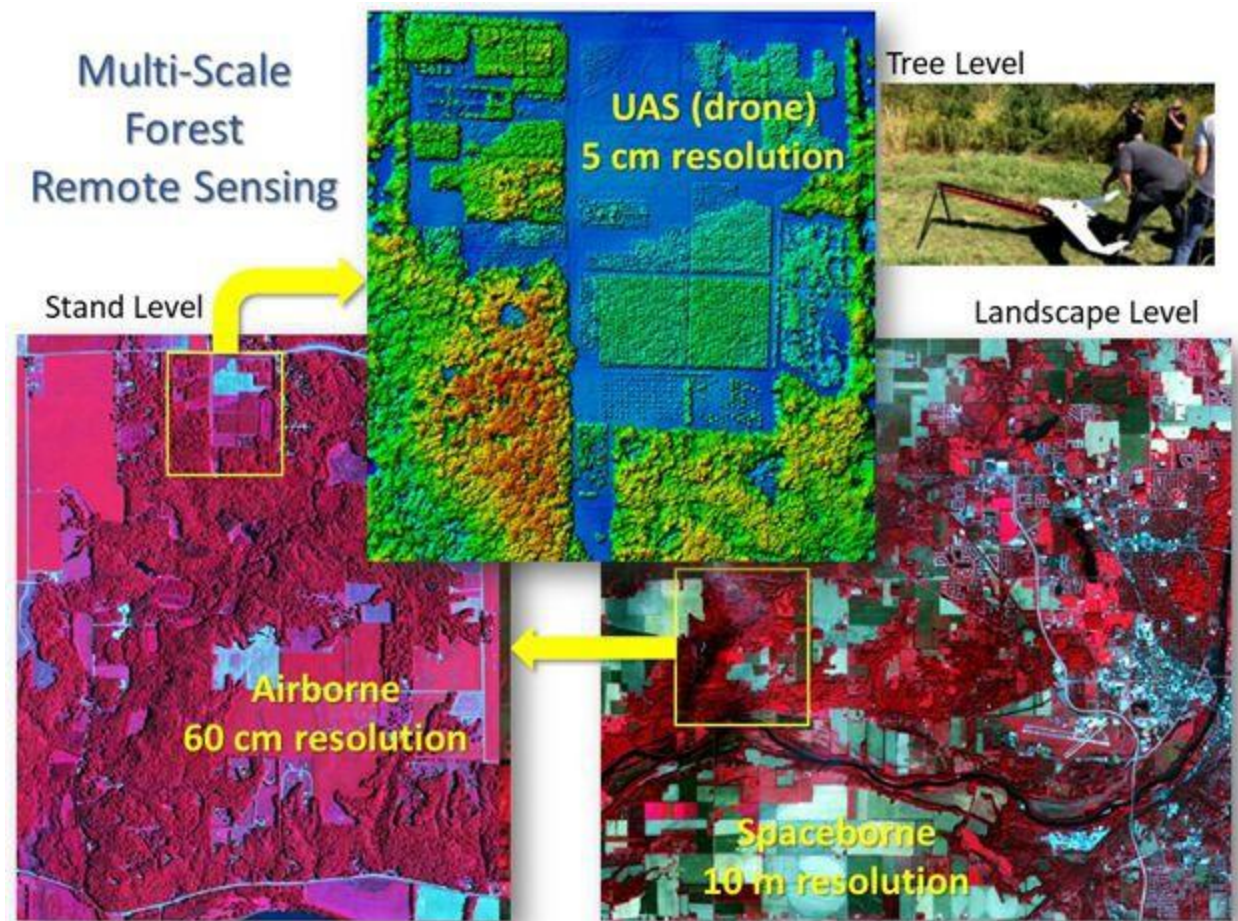 Multi-Scale
Forest
Remote Sensing
UAS (drone)
5 cm resolution
Tree Level
Stand Level
Landscape Level
Airborne
60 cm resolution
Spaceborne
10 m resolution